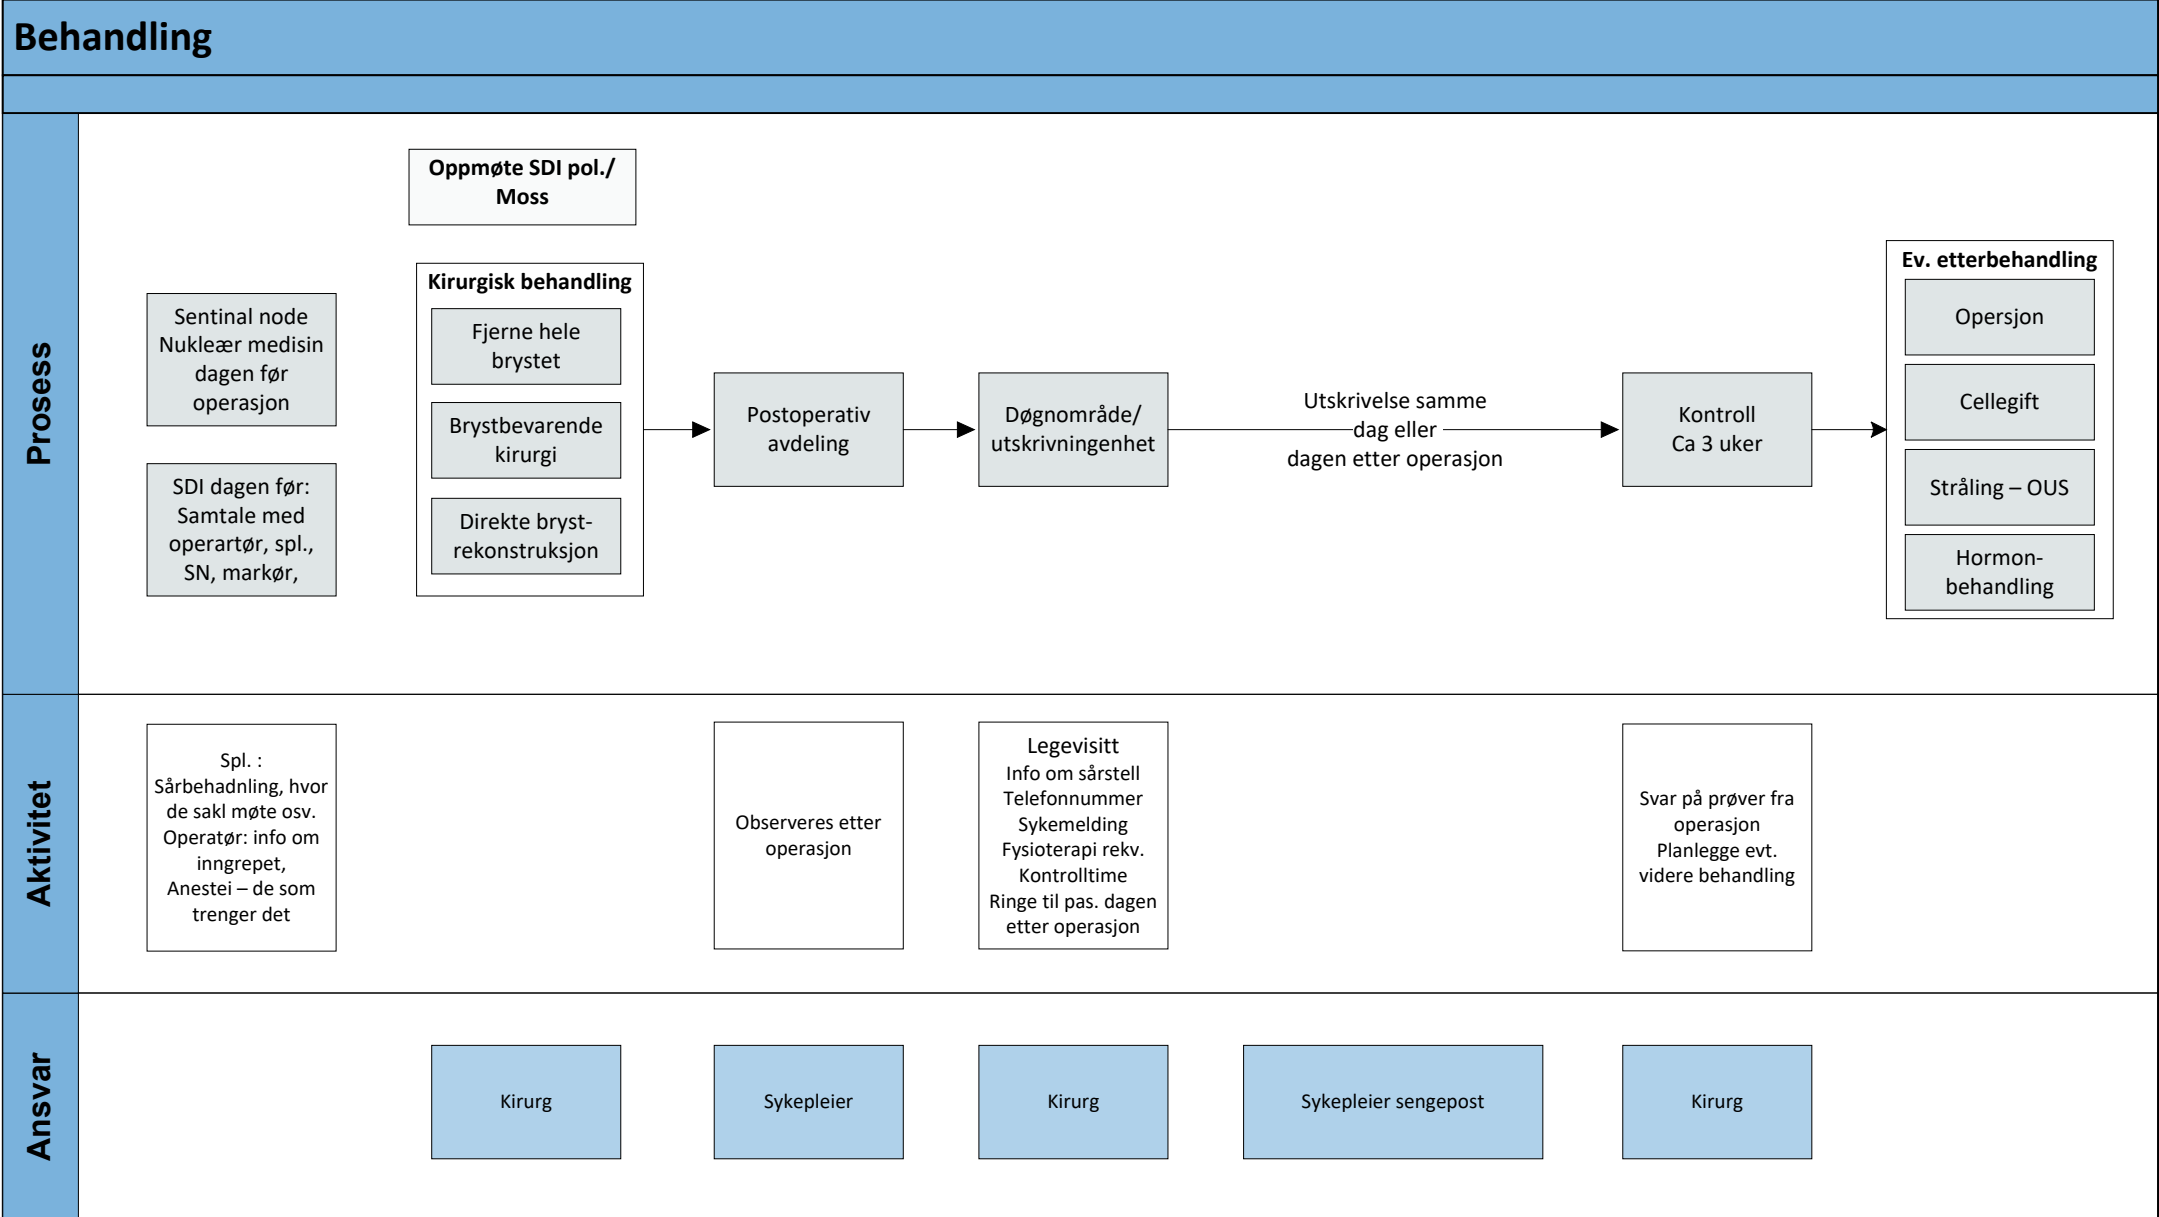 Behandling
Prosess
Oppmøte SDI pol./
Moss
Sentinal node
Nukleær medisin
dagen før
operasjon
SDI dagen før:
Samtale med
operartør, spl.,
SN, markør,
Kirurgisk behandling
Fjerne hele
brystet
Brystbevarende
kirurgi
Direkte bryst-
rekonstruksjon
Postoperativ
avdeling
Døgnområde/
utskrivningenhet
Utskrivelse samme
dag eller
dagen etter operasjon
Kontroll
Ca 3 uker
Ev. etterbehandling
Opersjon
Cellegift
Stråling – OUS
Hormon-
behandling
Aktivitet
Spl. :
Sårbehadnling, hvor
de sakl møte osv.
Operatør: info om
inngrepet,
Anestei – de som
trenger det
Observeres etter
operasjon
Legevisitt
Info om sårstell
Telefonnummer
Sykemelding
Fysioterapi rekv.
Kontrolltime
Ringe til pas. dagen
etter operasjon
Svar på prøver fra
operasjon
Planlegge evt.
videre behandling
Ansvar
Kirurg
Sykepleier
Kirurg
Sykepleier sengepost
Kirurg